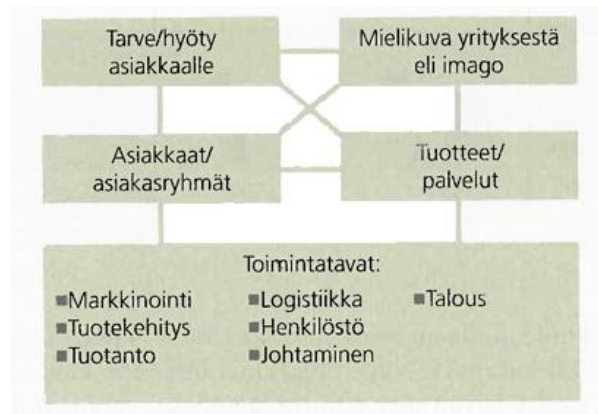 Tarve/hyöty
asiakkaalle
Mielikuva yrityksestä
eli imago
Asiakkaat/
asiakasryhmät
Tuotteet/
palvelut
Toimintatavat:
Markkinointi
Logistiikka
Talous
Tuotekehitys
Henkilöstö
Tuotanto
Johtaminen